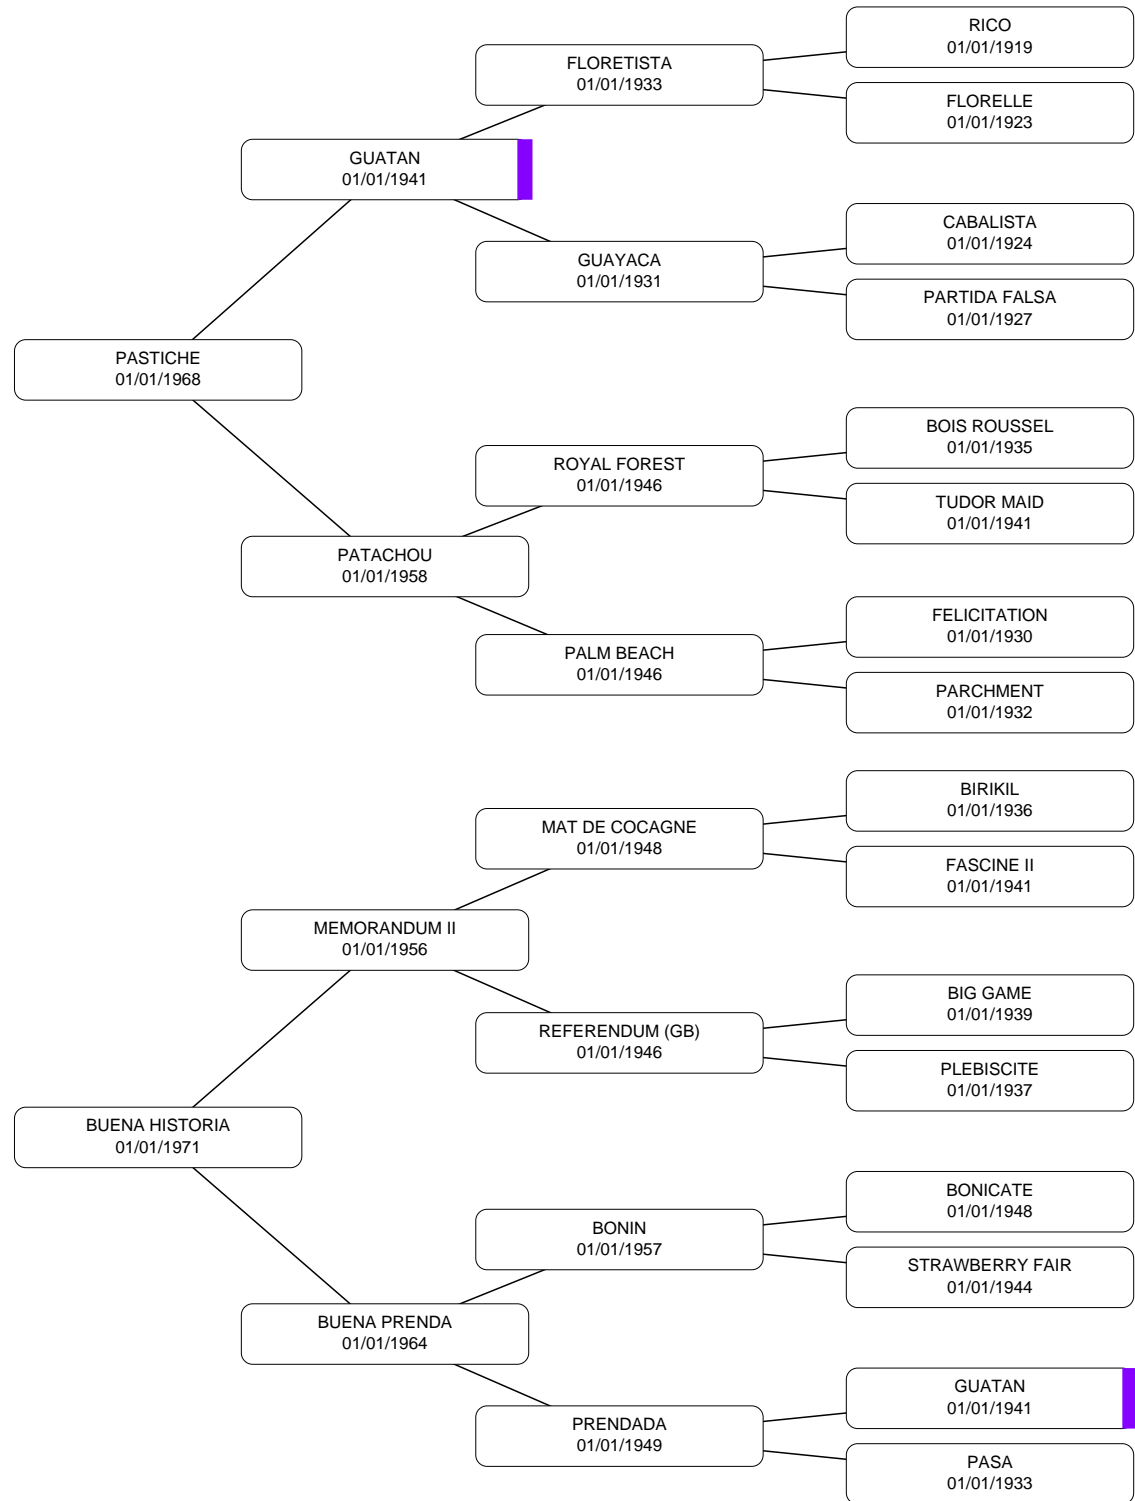 RICO
01/01/1919
FLORETISTA
01/01/1933
FLORELLE
01/01/1923
GUATAN
01/01/1941
CABALISTA
01/01/1924
GUAYACA
01/01/1931
PARTIDA FALSA
01/01/1927
PASTICHE
01/01/1968
BOIS ROUSSEL
01/01/1935
ROYAL FOREST
01/01/1946
TUDOR MAID
01/01/1941
PATACHOU
01/01/1958
FELICITATION
01/01/1930
PALM BEACH
01/01/1946
PARCHMENT
01/01/1932
BIRIKIL
01/01/1936
MAT DE COCAGNE
01/01/1948
FASCINE II
01/01/1941
MEMORANDUM II
01/01/1956
BIG GAME
01/01/1939
REFERENDUM (GB)
01/01/1946
PLEBISCITE
01/01/1937
BUENA HISTORIA
01/01/1971
BONICATE
01/01/1948
BONIN
01/01/1957
STRAWBERRY FAIR
01/01/1944
BUENA PRENDA
01/01/1964
GUATAN
01/01/1941
PRENDADA
01/01/1949
PASA
01/01/1933